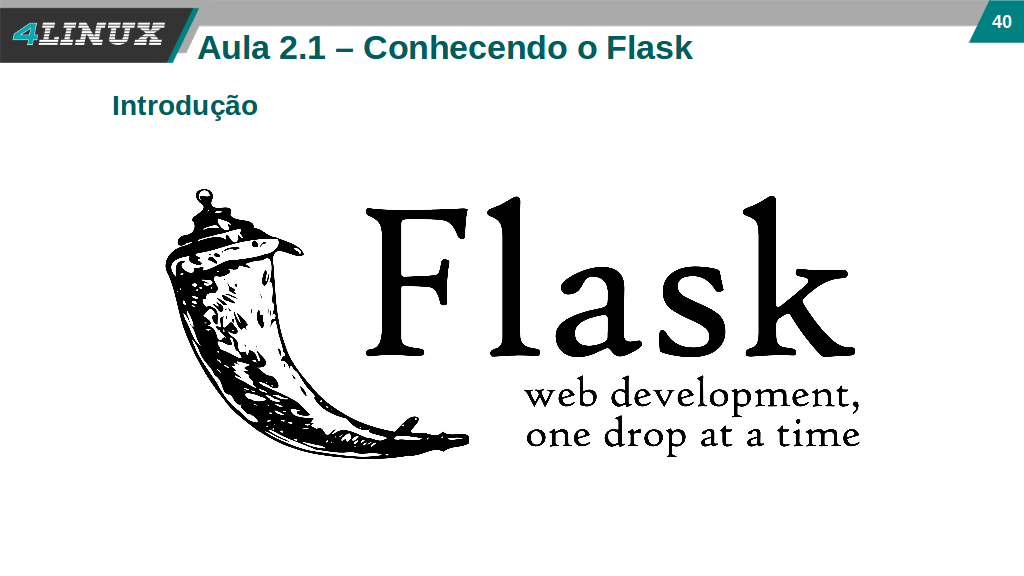 4LINUX
40
Aula 2.1 – Conhecendo o Flask
Introdução
Flask
web development,
one drop at a time